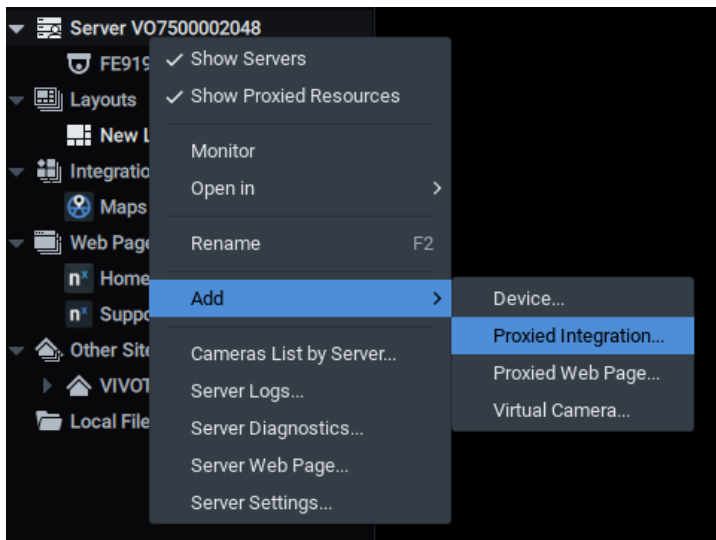 Server VO7500002048
FE919
Layouts
New L
Integratio
Maps
Web Page
Home
Suppo
Other Site
VIVOT
Local File
Show Servers
Show Proxied Resources
Monitor
Open in
Rename F2
Add
Cameras List by Server...
Server Logs...
Server Diagnostics...
Server Web Page...
Server Settings...
Device...
Proxied Integration...
Proxied Web Page...
Virtual Camera...